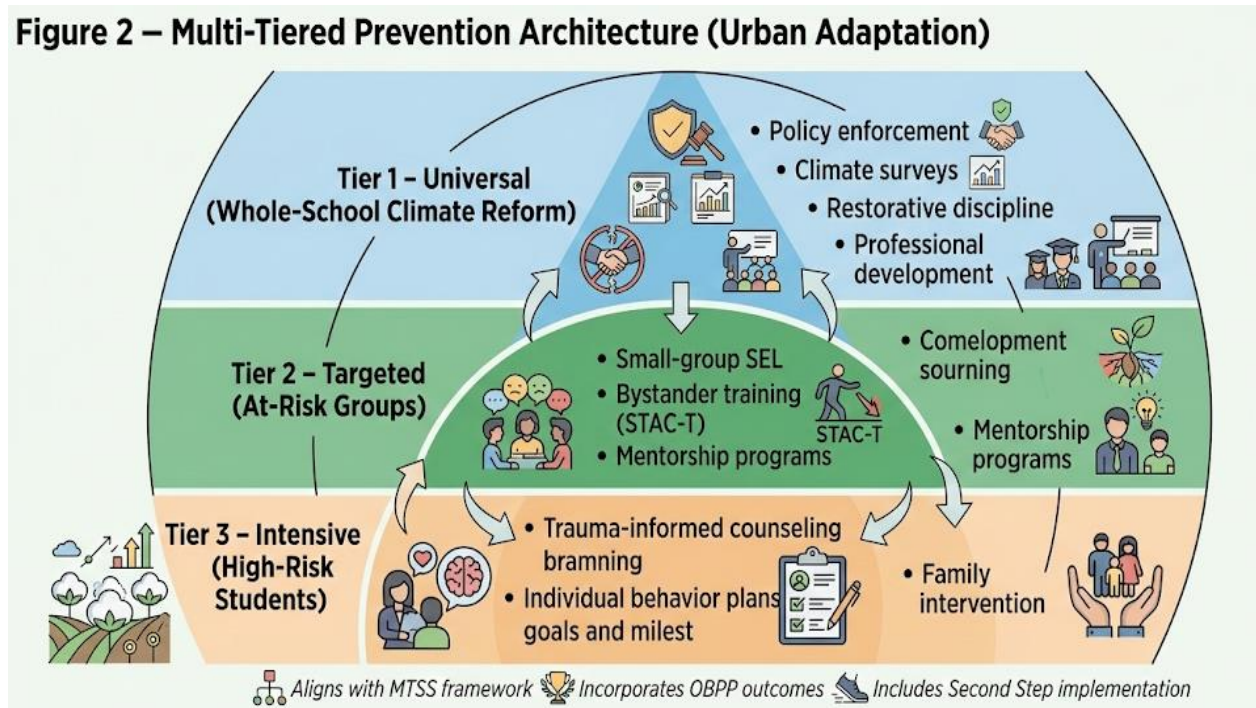 Figure 2 – Multi-Tiered Prevention Architecture (Urban Adaptation)
Tier 1 – Universal
(Whole-School Climate Reform)
• Policy enforcement
• Climate surveys
• Restorative discipline
• Professional
development
Tier 2 – Targeted
(At-Risk Groups)
• Small-group SEL
• Bystander training
(STAC-T)
• Mentorship programs
STAC-T
• Comelopment
sourning
• Mentorship
programs
Tier 3 – Intensive
(High-Risk
Students)
• Trauma-informed counseling
bramning
• Individual behavior plans
goals and milest
• Family
intervention
Aligns with MTSS framework Incorporates OBPP outcomes Includes Second Step implementation